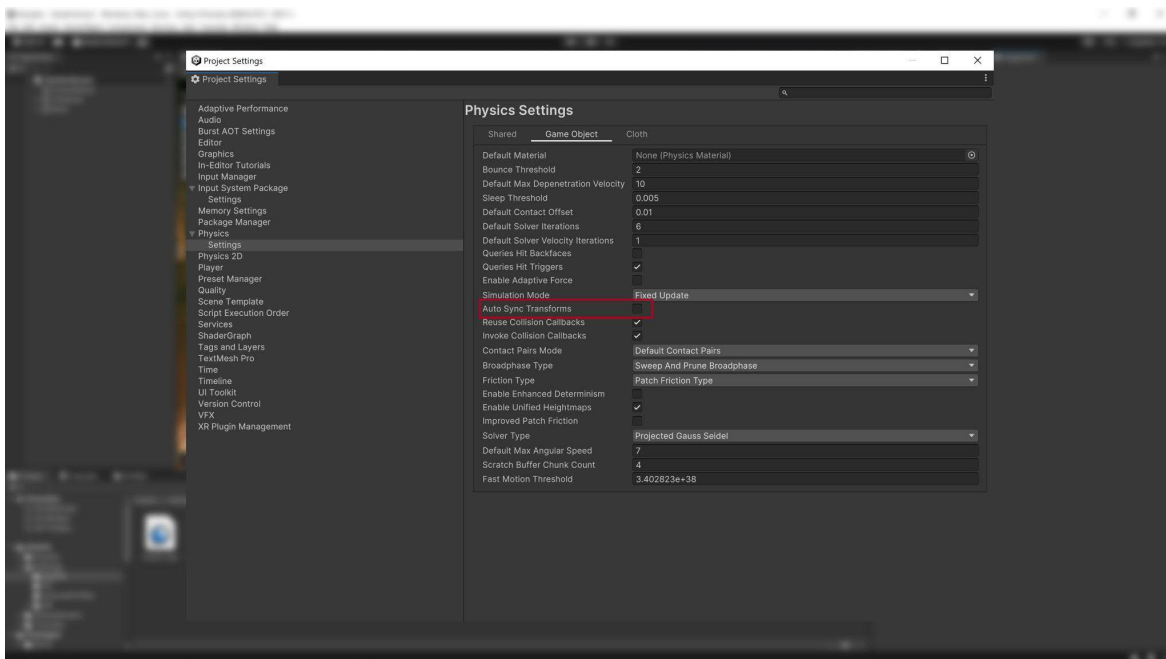 Project Settings
Project Settings
Adaptive Performance
Audio
Burst AOT Settings
Editor
Graphics
In-Editor Tutorials
Input Manager
Input System Package
Settings
Memory Settings
Package Manager
Physics
Settings
Physics 2D
Player
Preset Manager
Quality
Scene Template
Script Execution Order
Services
ShaderGraph
Tags and Layers
TextMesh Pro
Time
Timeline
UI Toolkit
Version Control
VFX
XR Plugin Management
Physics Settings
Shared Game Object Cloth
Default Material None (Physics Material)
Bounce Threshold 2
Default Max Depenetration Velocity 10
Sleep Threshold 0.005
Default Contact Offset 0.01
Default Solver Iterations 6
Default Solver Velocity Iterations 1
Queries Hit Backfaces
Queries Hit Triggers
Enable Adaptive Force
Simulation Mode Fixed Update
Auto Sync Transforms
Reuse Collision Callbacks
Invoke Collision Callbacks
Contact Pairs Mode Default Contact Pairs
Broadphase Type Sweep And Prune Broadphase
Friction Type Patch Friction Type
Enable Enhanced Determinism
Enable Unified Heightmaps
Improved Patch Friction
Solver Type Projected Gauss Seidel
Default Max Angular Speed 7
Scratch Buffer Chunk Count 4
Fast Motion Threshold 3.402823e+38